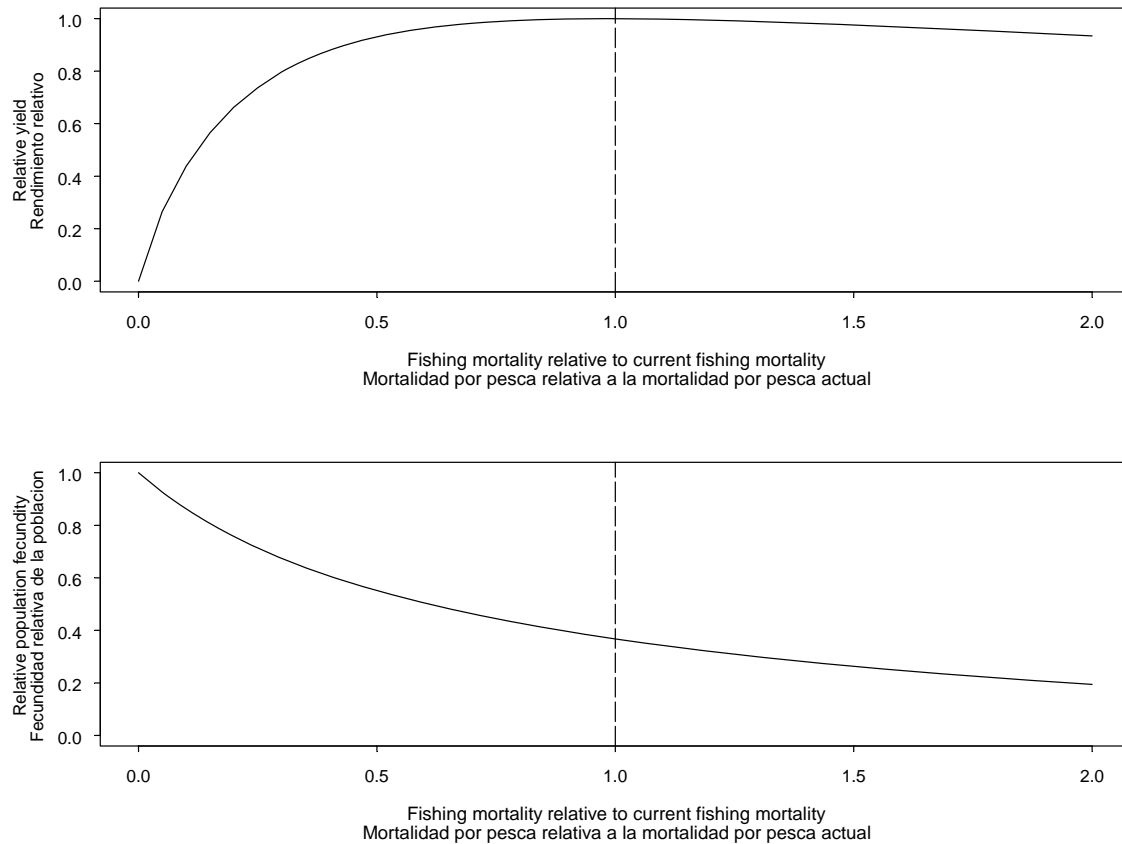 Relative yield
Rendimiento relativo
1.0
0.8
0.6
0.4
0.2
0.0
0.0 0.5 1.0 1.5 2.0
Fishing mortality relative to current fishing mortality
Mortalidad por pesca relativa a la mortalidad por pesca actual
Relative population fecundity
Fecundidad relativa de la poblacion
1.0
0.8
0.6
0.4
0.2
0.0
0.0 0.5 1.0 1.5 2.0
Fishing mortality relative to current fishing mortality
Mortalidad por pesca relativa a la mortalidad por pesca actual